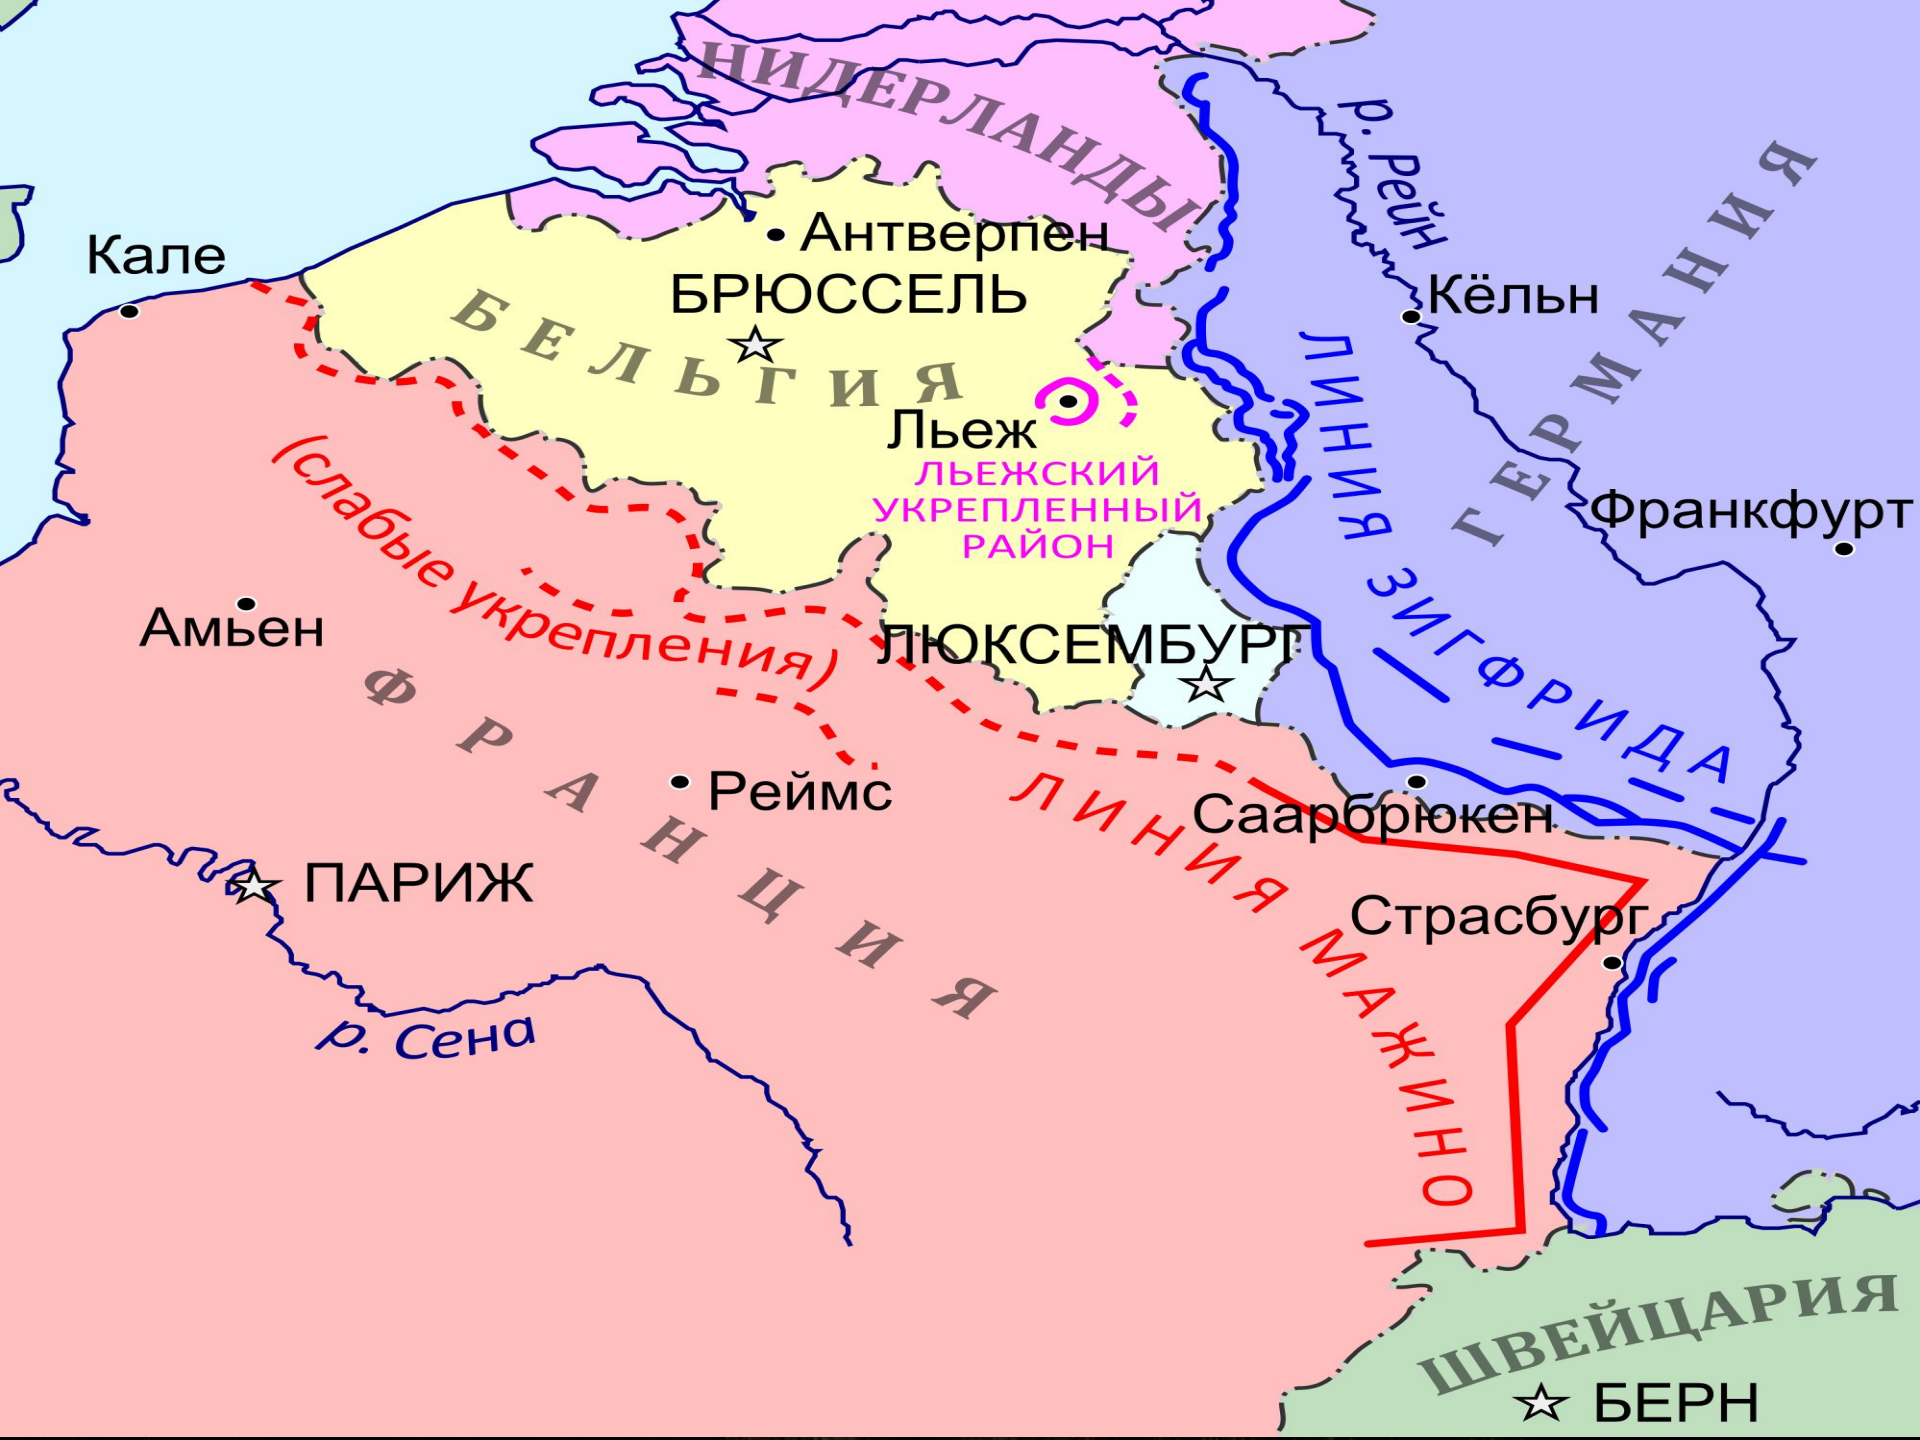 НИДЕРЛАНДЫ
р. Рейн
ГЕРМАНИЯ
Кале
Антверпен
БРЮССЕЛЬ
Кёльн
БЕЛЬГИЯ
Льеж
ЛЬЕЖСКИЙ
УКРЕПЛЕННЫЙ
РАЙОН
ЛИНИЯ ЗИГФРИДА
Франкфурт
(слабые укрепления)
Амьен
ЛЮКСЕМБУРГ
ФРАНЦИЯ
Реймс
ЛИНИЯ МАЖИНО
Саарбрюкен
ПАРИЖ
Страсбург
р. Сена
ШВЕЙЦАРИЯ
БЕРН